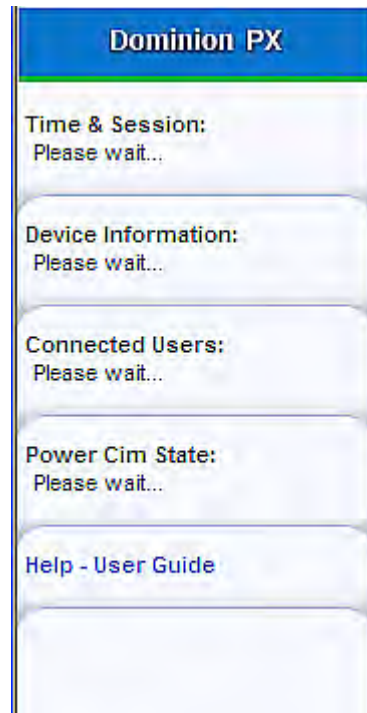 Dominion PX
Time & Session:
Please wait...
Device Information:
Please wait...
Connected Users:
Please wait...
Power Cim State:
Please wait...
Help - User Guide